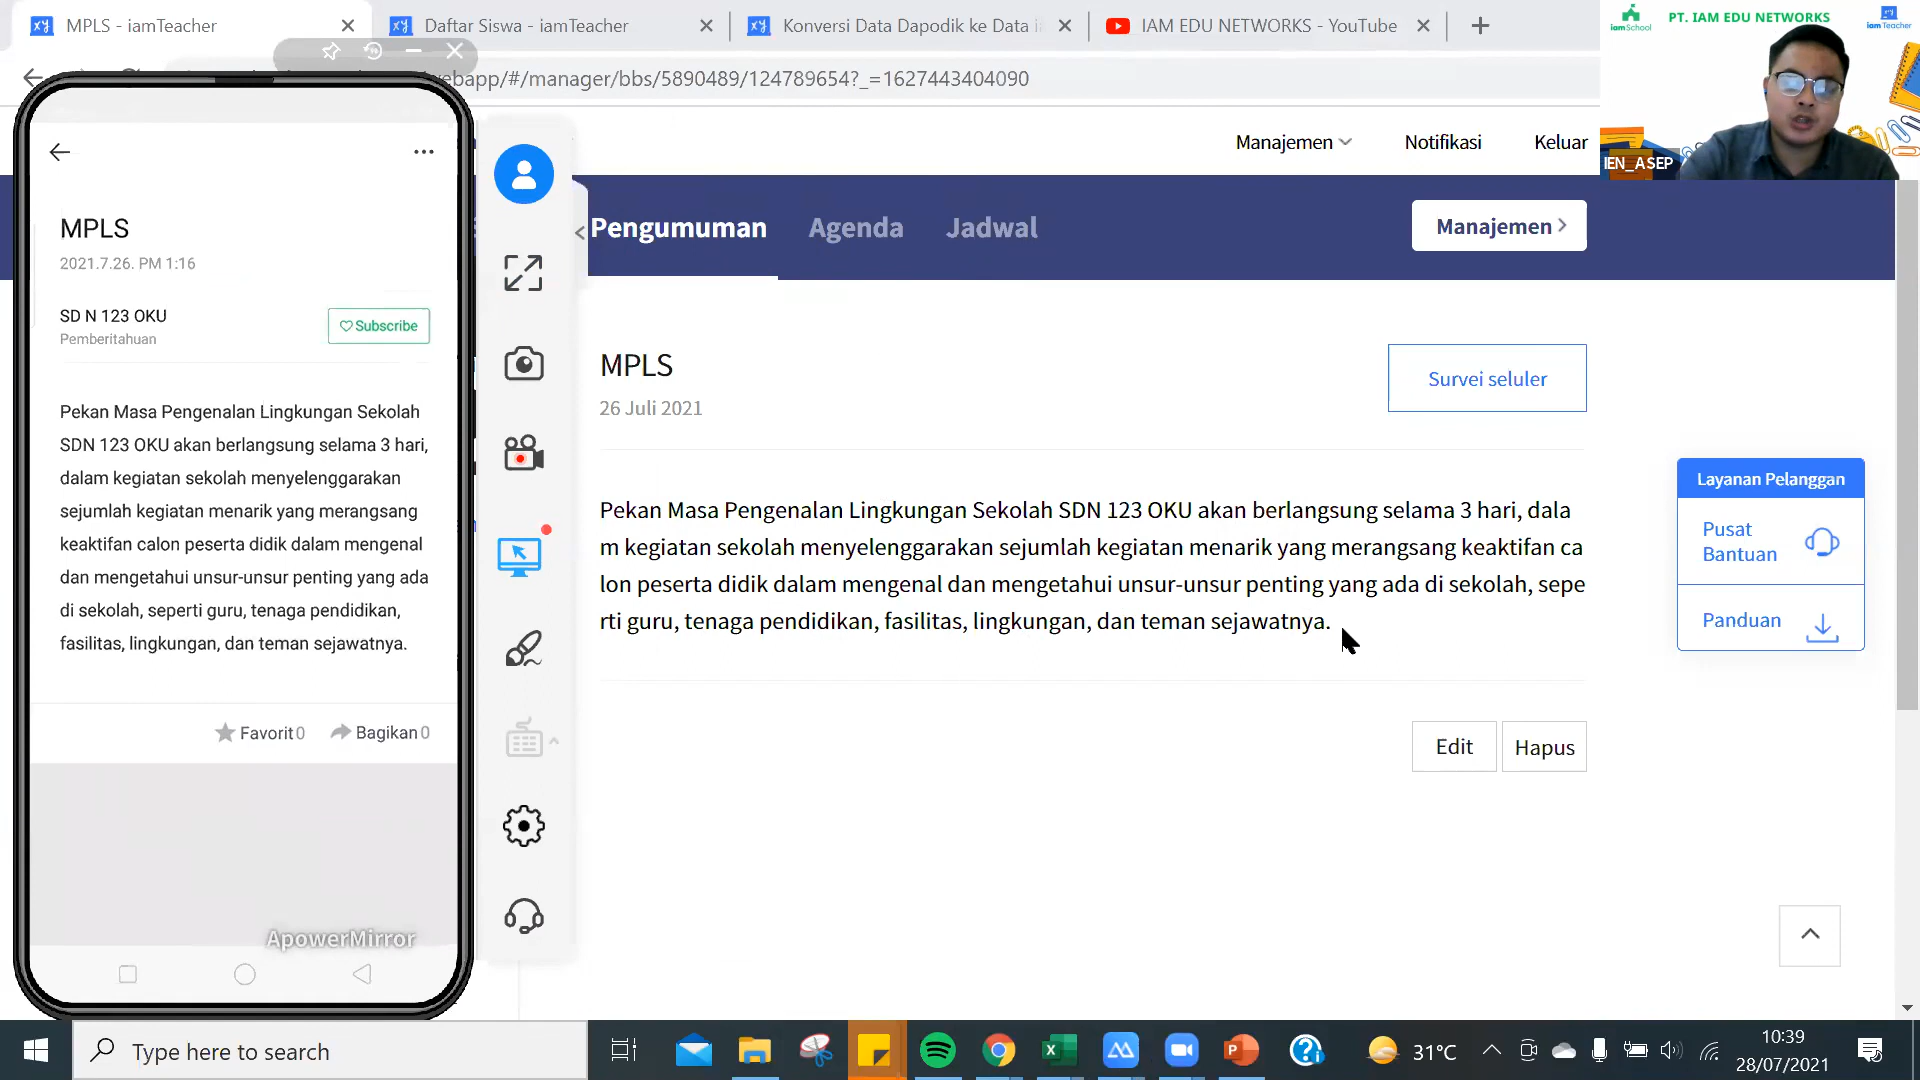 MPLS - iamTeacher
Daftar Siswa - iamTeacher
Konversi Data Dapodik ke Data i
IAM EDU NETWORKS - YouTube
ebapp/#/manager/bbs/5890489/124789654?_=1627443404090
iamSchool
PT. IAM EDU NETWORKS
iam Teacher
IEN_ASEP
Manajemen
Notifikasi
Keluar
Pengumuman
Agenda
Jadwal
Manajemen
MPLS
2021.7.26. PM 1:16
SD N 123 OKU
Pemberitahuan
Subscribe
Pekan Masa Pengenalan Lingkungan Sekolah
SDN 123 OKU akan berlangsung selama 3 hari,
dalam kegiatan sekolah menyelenggarakan
sejumlah kegiatan menarik yang merangsang
keaktifan calon peserta didik dalam mengenal
dan mengetahui unsur-unsur penting yang ada
di sekolah, seperti guru, tenaga pendidikan,
fasilitas, lingkungan, dan teman sejawatnya.
Favorit 0
Bagikan 0
ApowerMirror
MPLS
26 Juli 2021
Survei seluler
Pekan Masa Pengenalan Lingkungan Sekolah SDN 123 OKU akan berlangsung selama 3 hari, dala
m kegiatan sekolah menyelenggarakan sejumlah kegiatan menarik yang merangsang keaktifan ca
lon peserta didik dalam mengenal dan mengetahui unsur-unsur penting yang ada di sekolah, sepe
rti guru, tenaga pendidikan, fasilitas, lingkungan, dan teman sejawatnya.
Edit
Hapus
Layanan Pelanggan
Pusat
Bantuan
Panduan
Type here to search
31°C
10:39
28/07/2021